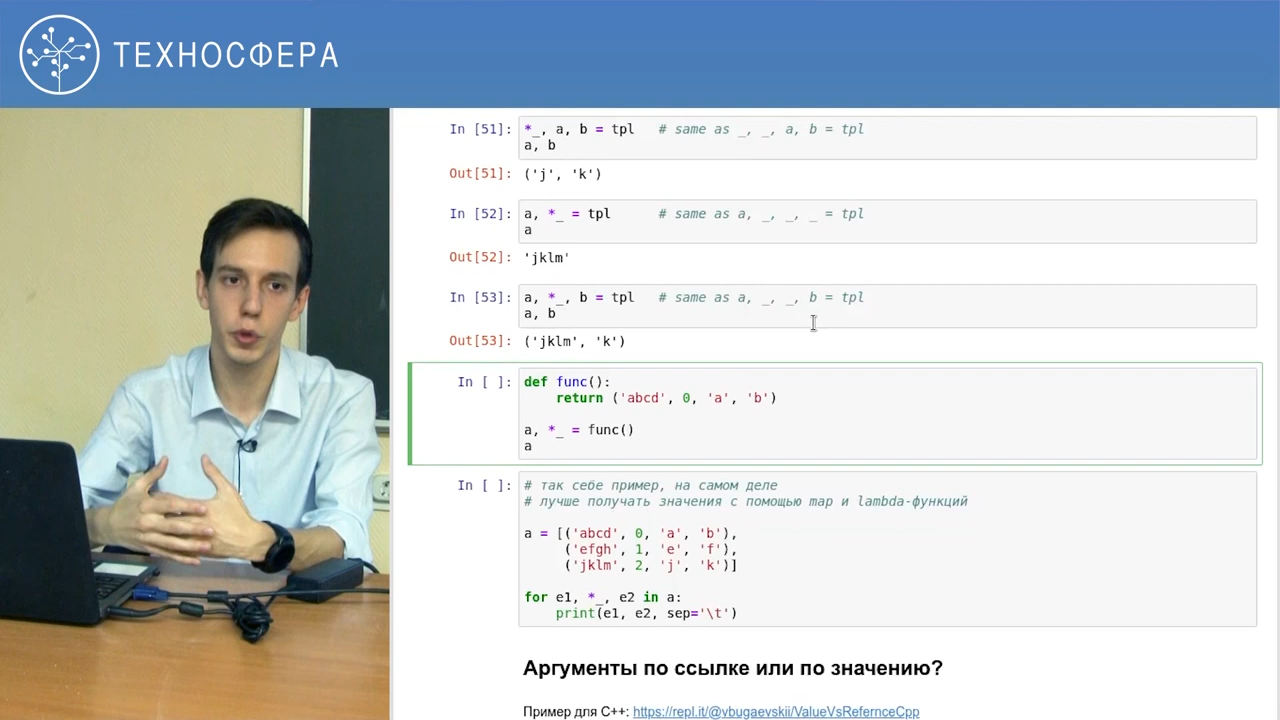 ТЕХНОСФЕРА
In [51]: *_, a, b = tpl   # same as _, _, a, b = tpl
a, b
Out[51]: ('j', 'k')
In [52]: a, *_ = tpl      # same as a, _, _, _ = tpl
a
Out[52]: 'jklm'
In [53]: a, *_, b = tpl   # same as a, _, _, b = tpl
a, b
Out[53]: ('jklm', 'k')
In [ ]: def func():
    return ('abcd', 0, 'a', 'b')
a, *_ = func()
a
In [ ]: # так себе пример, на самом деле
# лучше получать значения с помощью map и lambda-функций
a = [('abcd', 0, 'a', 'b'),
     ('efgh', 1, 'e', 'f'),
     ('jklm', 2, 'j', 'k')]
for e1, *_, e2 in a:
    print(e1, e2, sep='\t')
Аргументы по ссылке или по значению?
Пример для C++: https://repl.it/@vbugaevskii/ValueVsRefernceCpp